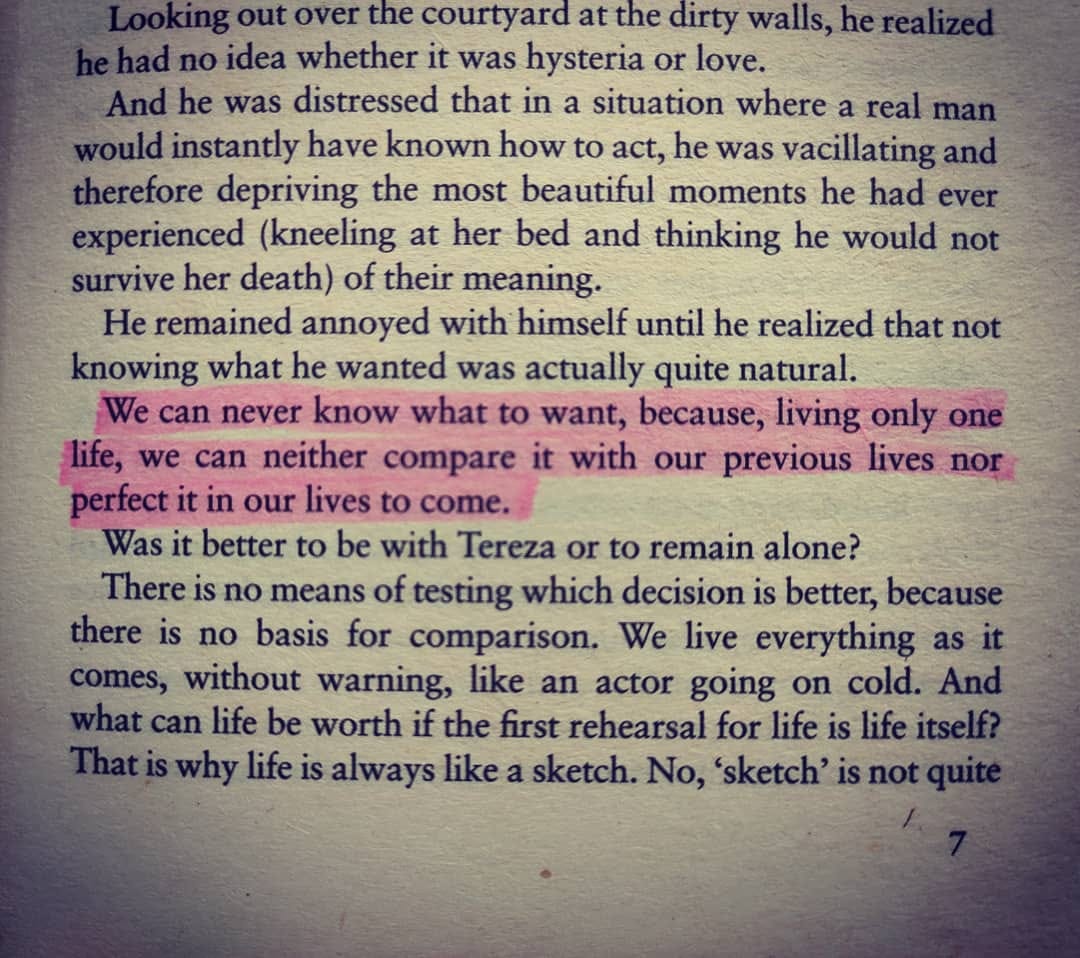 Looking out over the courtyard at the dirty walls, he realized
he had no idea whether it was hysteria or love.
And he was distressed that in a situation where a real man
would instantly have known how to act, he was vacillating and
therefore depriving the most beautiful moments he had ever
experienced (kneeling at her bed and thinking he would not
survive her death) of their meaning.
He remained annoyed with himself until he realized that not
knowing what he wanted was actually quite natural.
We can never know what to want, because, living only one
life, we can neither compare it with our previous lives nor
perfect it in our lives to come.
Was it better to be with Tereza or to remain alone?
There is no means of testing which decision is better, because
there is no basis for comparison. We live everything as it
comes, without warning, like an actor going on cold. And
what can life be worth if the first rehearsal for life is life itself?
That is why life is always like a sketch. No, ‘sketch’ is not quite
7